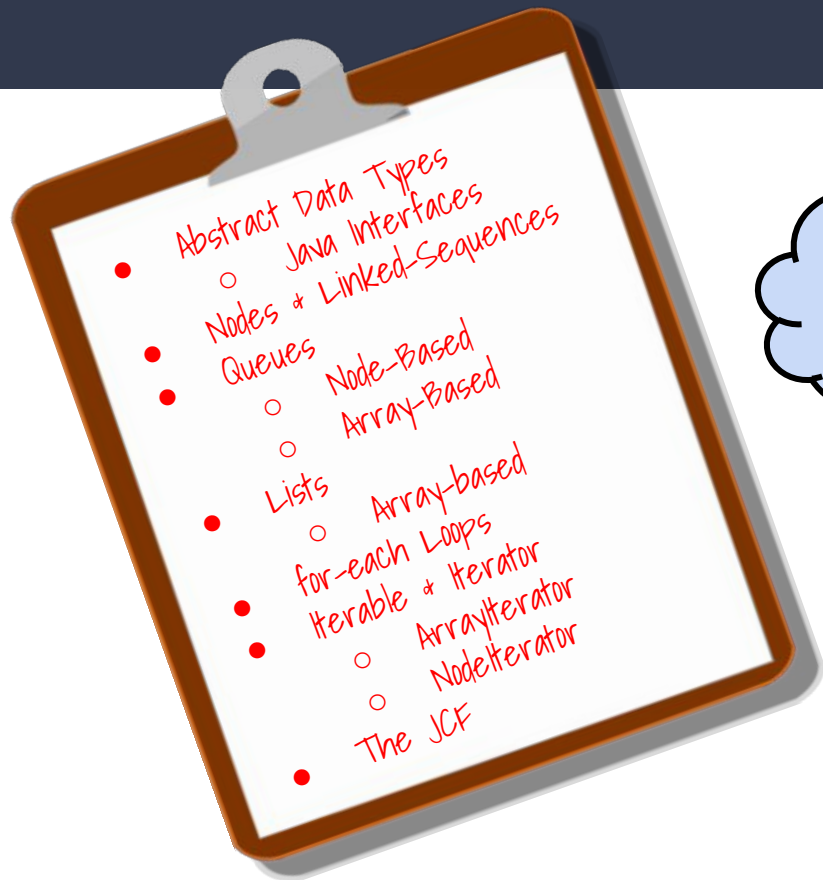 ● Abstract Data Types
○ Java Interfaces
● Nodes & Linked-Sequences
● Queues
○ Node-Based
○ Array-Based
● Lists
○ Array-based
● for-each Loops
● Iterable & Iterator
○ ArrayIterator
○ NodeIterator
● The JCF